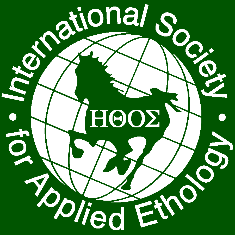 International Society
ΗΘΟΣ
· for Applied Ethology ·